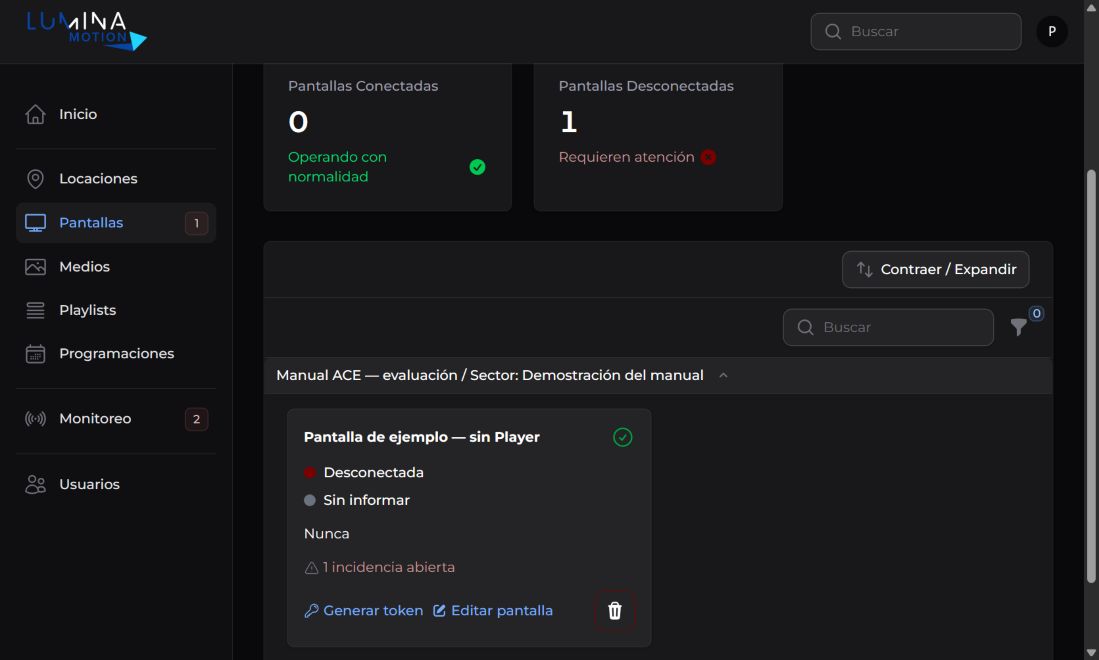 LUMINA
MOTION
Buscar
P
Inicio
Locaciones
Pantallas
1
Medios
Playlists
Programaciones
Monitoreo
2
Usuarios
Pantallas Conectadas
0
Operando con
normalidad
Pantallas Desconectadas
1
Requieren atención
Contraer / Expandir
Buscar
0
Manual ACE — evaluación / Sector: Demostración del manual
Pantalla de ejemplo — sin Player
Desconectada
Sin informar
Nunca
1 incidencia abierta
Generar token
Editar pantalla